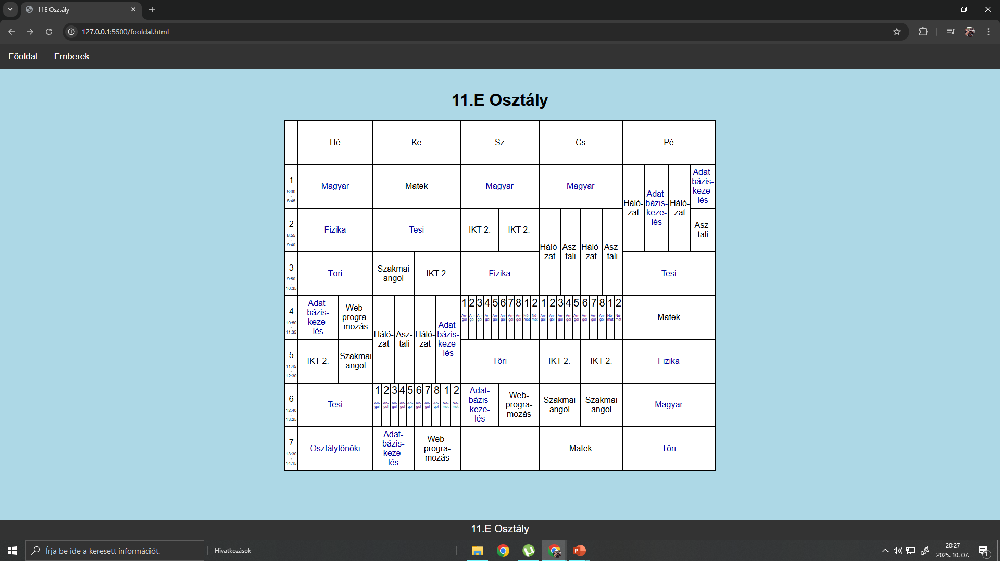 11E Osztály
127.0.0.1:5500/fooldal.html
Főoldal Emberek
11.E Osztály
Hé Ke Sz Cs Pé
1
8:00
-
8:45
Magyar
Matek
Magyar
Magyar
Háló-
zat
Adat-
bázis-
keze-
lés
Háló-
zat
Adat-
bázis-
keze-
lés
2
8:55
-
9:40
Fizika
Tesi
IKT 2.
IKT 2.
Háló-
zat
Asz-
tali
Háló-
zat
Asz-
tali
Asz-
tali
3
9:50
-
10:35
Töri
Szakmai
angol
IKT 2.
Fizika
Tesi
4
10:50
-
11:35
Adat-
bázis-
keze-
lés
Web-
progra-
mozás
Háló-
zat
Asz-
tali
Háló-
zat
Adat-
bázis-
keze-
lés
1 2 3 4 5 6 7 8 1 2
An- An- An- An- An- An- An- An- Né- Né-
gol gol gol gol gol gol gol gol met met
1 2 3 4 5 6 7 8 1 2
An- An- An- An- An- An- An- An- Né- Né-
gol gol gol gol gol gol gol gol met met
Matek
5
11:45
-
12:30
IKT 2.
Szakmai
angol
Töri
IKT 2.
IKT 2.
Fizika
6
12:40
-
13:25
Tesi
1 2 3 4 5 6 7 8 1 2
An- An- An- An- An- An- An- An- Né- Né-
gol gol gol gol gol gol gol gol met met
Adat-
bázis-
keze-
lés
Web-
progra-
mozás
Szakmai
angol
Szakmai
angol
Magyar
7
13:30
-
14:15
Osztályfőnöki
Adat-
bázis-
keze-
lés
Web-
progra-
mozás
Matek
Töri
11.E Osztály
Írja be ide a keresett információt.
Hivatkozások
20:27
2025. 10. 07.
1